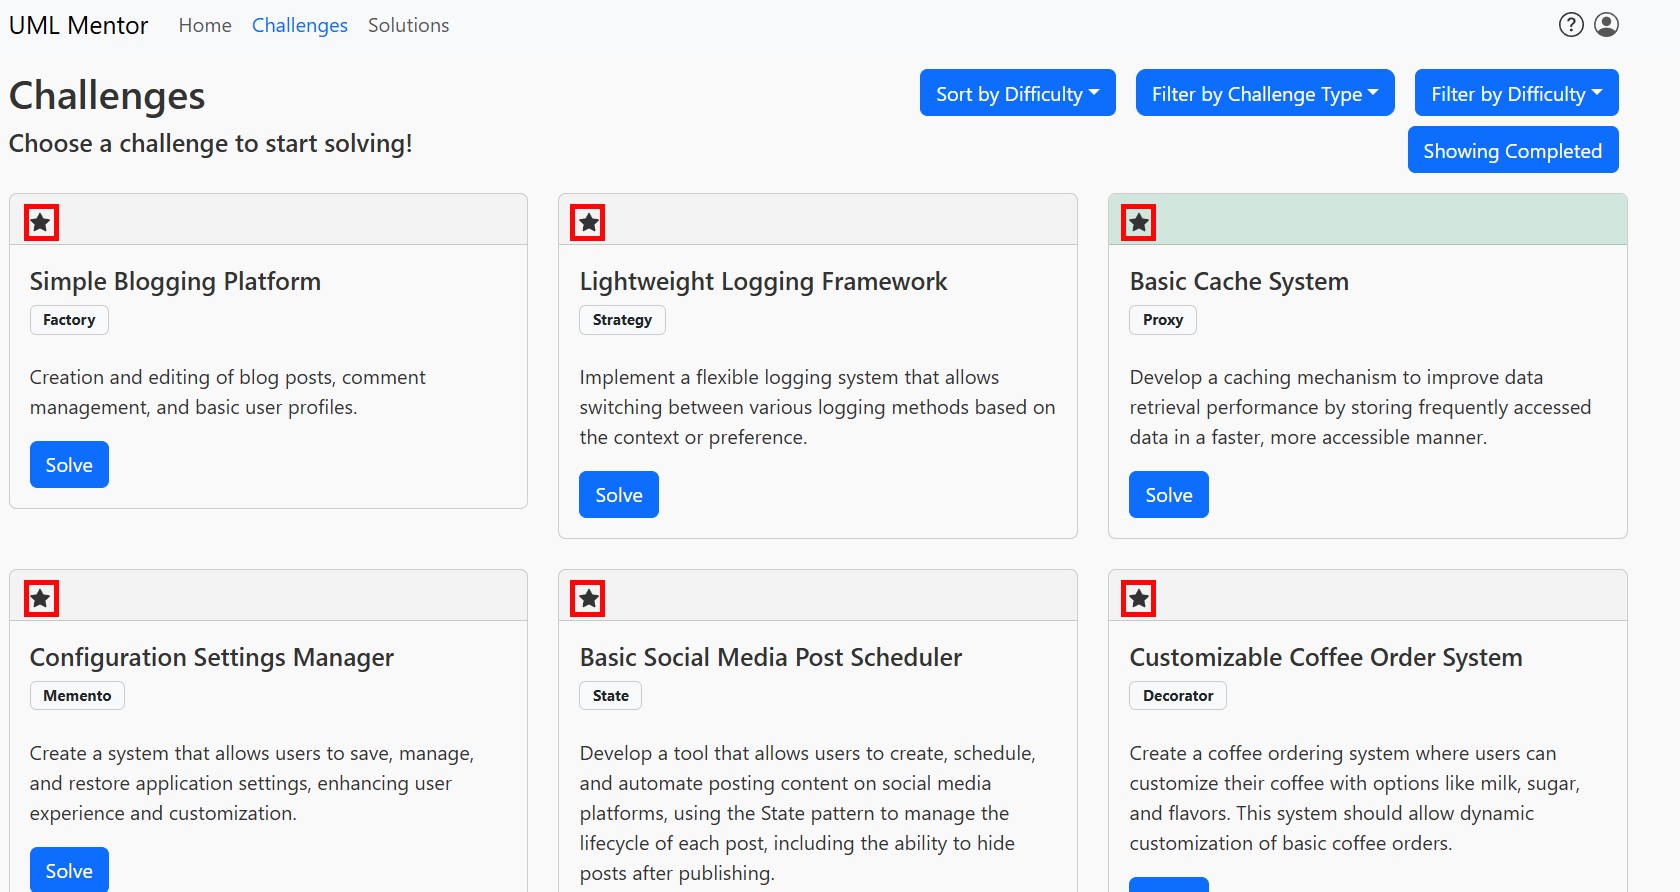 UML Mentor Home Challenges Solutions
Challenges
Choose a challenge to start solving!
Sort by Difficulty Filter by Challenge Type Filter by Difficulty
Showing Completed
Simple Blogging Platform
Factory
Creation and editing of blog posts, comment
management, and basic user profiles.
Solve
Lightweight Logging Framework
Strategy
Implement a flexible logging system that allows
switching between various logging methods based on
the context or preference.
Solve
Basic Cache System
Proxy
Develop a caching mechanism to improve data
retrieval performance by storing frequently accessed
data in a faster, more accessible manner.
Solve
Configuration Settings Manager
Memento
Create a system that allows users to save, manage,
and restore application settings, enhancing user
experience and customization.
Solve
Basic Social Media Post Scheduler
State
Develop a tool that allows users to create, schedule,
and automate posting content on social media
platforms, using the State pattern to manage the
lifecycle of each post, including the ability to hide
posts after publishing.
Customizable Coffee Order System
Decorator
Create a coffee ordering system where users can
customize their coffee with options like milk, sugar,
and flavors. This system should allow dynamic
customization of basic coffee orders.